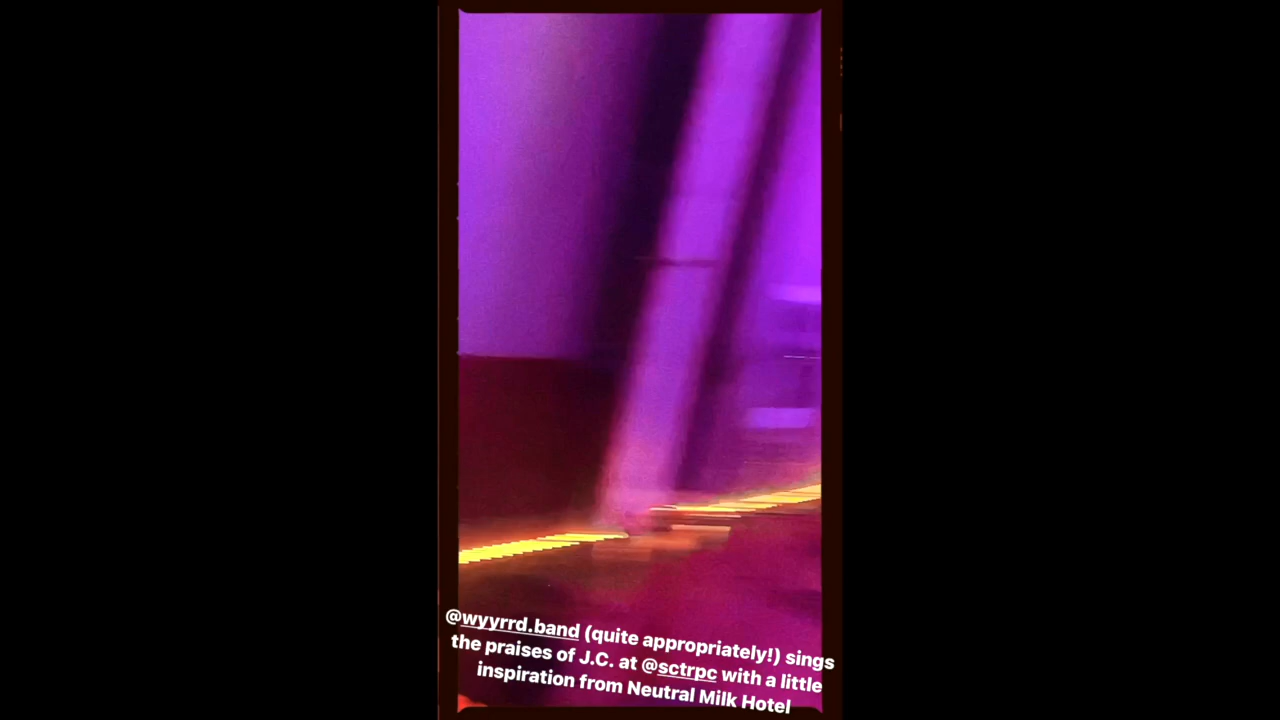 @wyyrrd.band (quite appropriately!) sings
the praises of J.C. at @sctrpc with a little
inspiration from Neutral Milk Hotel